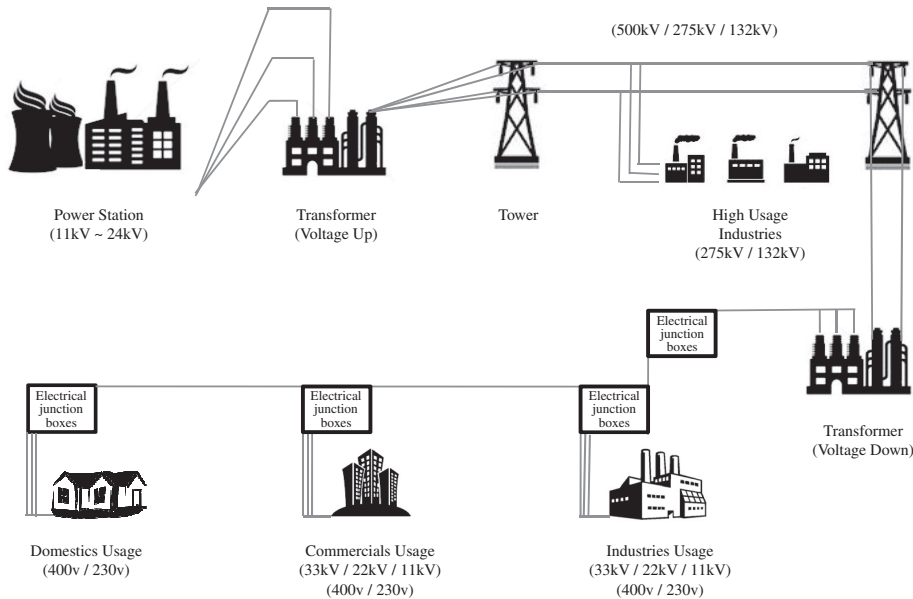 (500kV / 275kV / 132kV)
Power Station
(11kV ~ 24kV)
Transformer
(Voltage Up)
Tower
High Usage
Industries
(275kV / 132kV)
Electrical
junction
boxes
Transformer
(Voltage Down)
Electrical
junction
boxes
Electrical
junction
boxes
Electrical
junction
boxes
Domestics Usage
(400v / 230v)
Commercials Usage
(33kV / 22kV / 11kV)
(400v / 230v)
Industries Usage
(33kV / 22kV / 11kV)
(400v / 230v)